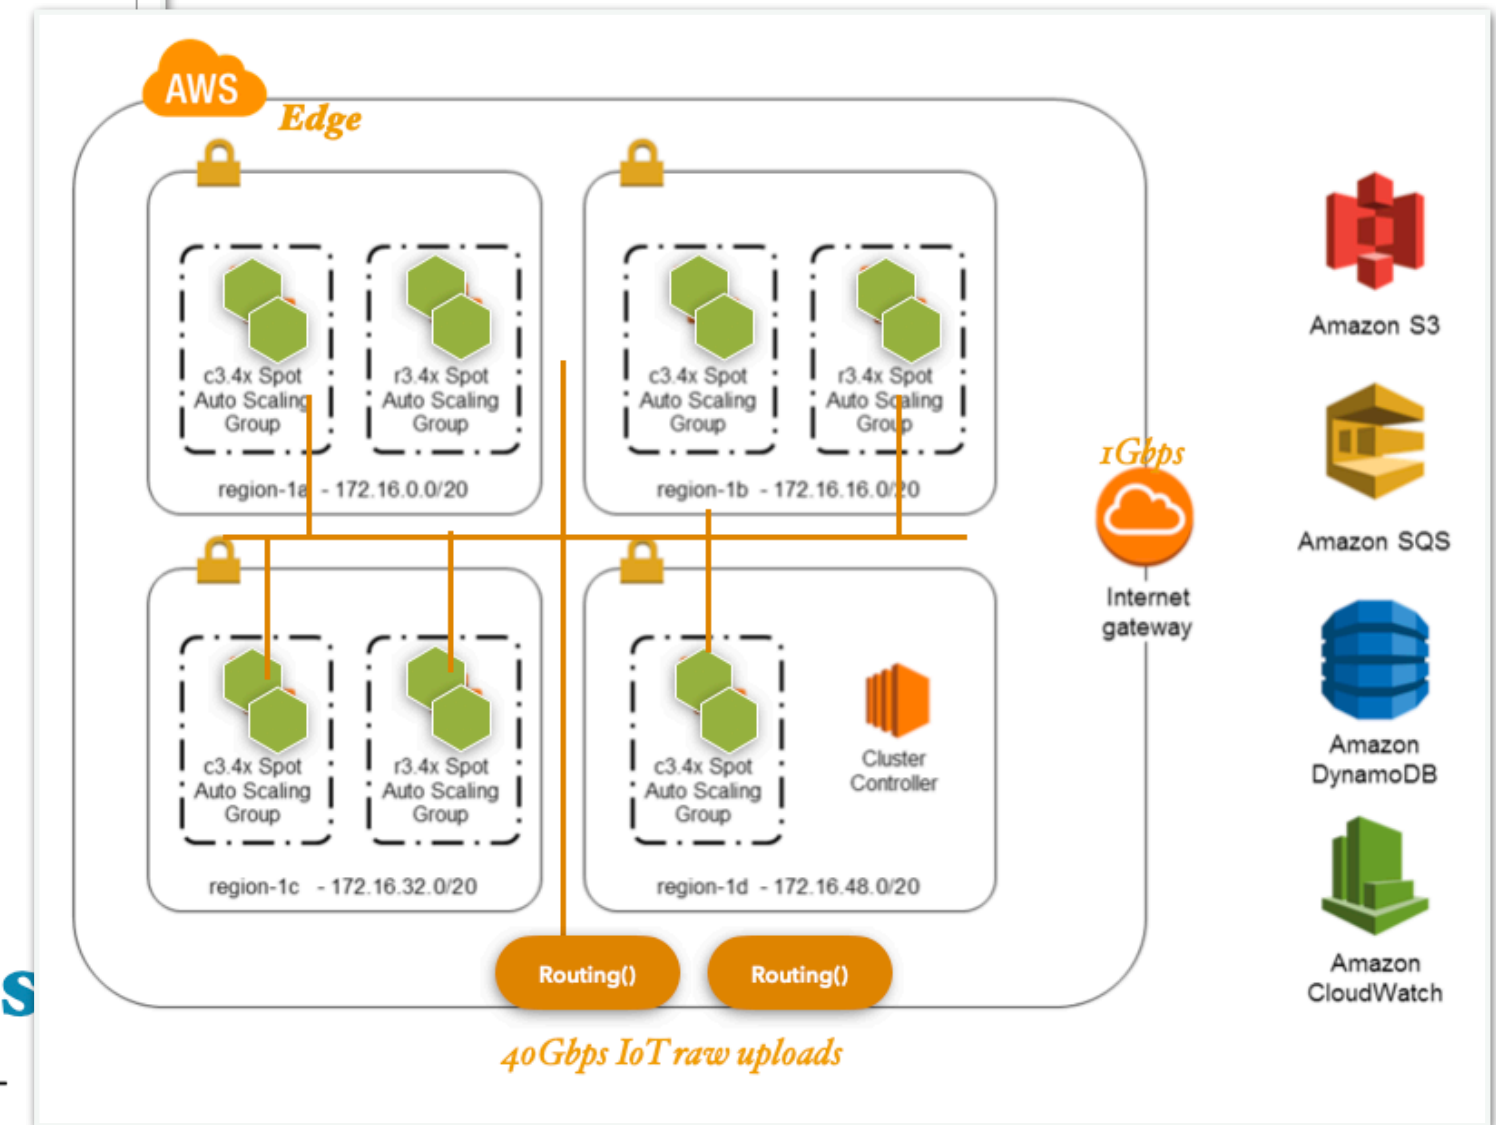 AWS
Edge
c3.4x Spot
Auto Scaling
Group
r3.4x Spot
Auto Scaling
Group
region-1a - 172.16.0.0/20
c3.4x Spot
Auto Scaling
Group
r3.4x Spot
Auto Scaling
Group
region-1b - 172.16.16.0/20
c3.4x Spot
Auto Scaling
Group
r3.4x Spot
Auto Scaling
Group
region-1c - 172.16.32.0/20
c3.4x Spot
Auto Scaling
Group
Cluster
Controller
region-1d - 172.16.48.0/20
1Gbps
Internet
gateway
Amazon S3
Amazon SQS
Amazon
DynamoDB
Amazon
CloudWatch
s
Routing()
Routing()
40Gbps IoT raw uploads